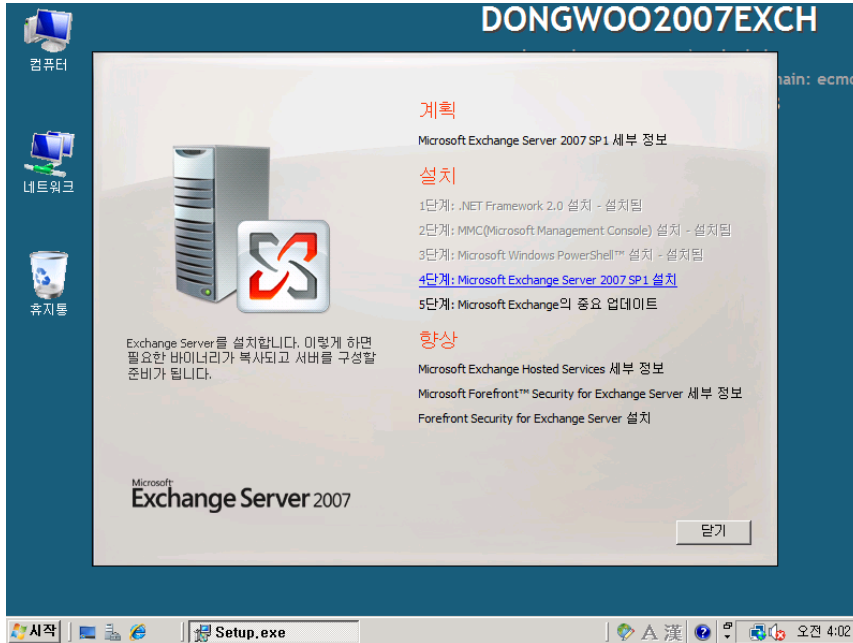 DONGWOO2007EXCH
컴퓨터
main: ecmo
네트워크
휴지통
계획
Microsoft Exchange Server 2007 SP1 세부 정보
설치
1단계: .NET Framework 2.0 설치 - 설치됨
2단계: MMC(Microsoft Management Console) 설치 - 설치됨
3단계: Microsoft Windows PowerShell™ 설치 - 설치됨
4단계: Microsoft Exchange Server 2007 SP1 설치
5단계: Microsoft Exchange의 중요 업데이트
향상
Microsoft Exchange Hosted Services 세부 정보
Microsoft Forefront™ Security for Exchange Server 세부 정보
Forefront Security for Exchange Server 설치
Exchange Server를 설치합니다. 이렇게 하면
필요한 바이너리가 복사되고 서버를 구성할
준비가 됩니다.
Microsoft
Exchange Server 2007
닫기
시작
Setup.exe
A 漢
오전 4:02